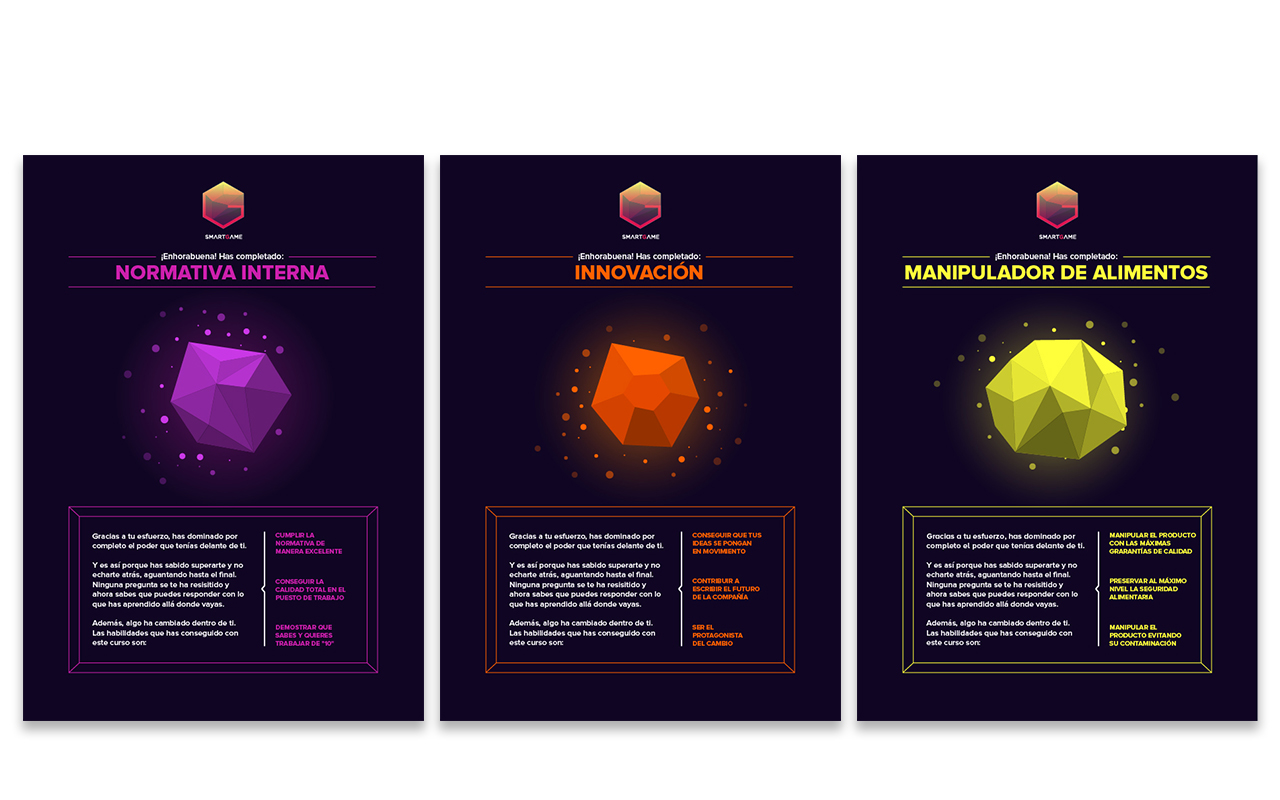 SMARTGAME
¡Enhorabuena! Has completado:
NORMATIVA INTERNA
Gracias a tu esfuerzo, has dominado por
completo el poder que tenías delante de ti.
Y es así porque has sabido superarte y no
echarte atrás, aguantando hasta el final.
Ninguna pregunta se te ha resisitido y
ahora sabes que puedes responder con lo
que has aprendido allá donde vayas.
Además, algo ha cambiado dentro de ti.
Las habilidades que has conseguido con
este curso son:
CUMPLIR LA
NORMATIVA DE
MANERA EXCELENTE
CONSEGUIR LA
CALIDAD TOTAL EN EL
PUESTO DE TRABAJO
DEMOSTRAR QUE
SABES Y QUIERES
TRABAJAR DE "10"
SMARTGAME
¡Enhorabuena! Has completado:
INNOVACIÓN
Gracias a tu esfuerzo, has dominado por
completo el poder que tenías delante de ti.
Y es así porque has sabido superarte y no
echarte atrás, aguantando hasta el final.
Ninguna pregunta se te ha resisitido y
ahora sabes que puedes responder con lo
que has aprendido allá donde vayas.
Además, algo ha cambiado dentro de ti.
Las habilidades que has conseguido con
este curso son:
CONSEGUIR QUE TUS
IDEAS SE PONGAN
EN MOVIMIENTO
CONTRIBUIR A
ESCRIBIR EL FUTURO
DE LA COMPAÑÍA
SER EL
PROTAGONISTA
DEL CAMBIO
SMARTGAME
¡Enhorabuena! Has completado:
MANIPULADOR DE ALIMENTOS
Gracias a tu esfuerzo, has dominado por
completo el poder que tenías delante de ti.
Y es así porque has sabido superarte y no
echarte atrás, aguantando hasta el final.
Ninguna pregunta se te ha resisitido y
ahora sabes que puedes responder con lo
que has aprendido allá donde vayas.
Además, algo ha cambiado dentro de ti.
Las habilidades que has conseguido con
este curso son:
MANIPULAR EL PRODUCTO
CON LAS MÁXIMAS
GRARANTÍAS DE CALIDAD
PRESERVAR AL MÁXIMO
NIVEL LA SEGURIDAD
ALIMENTARIA
MANIPULAR EL
PRODUCTO EVITANDO
SU CONTAMINACIÓN